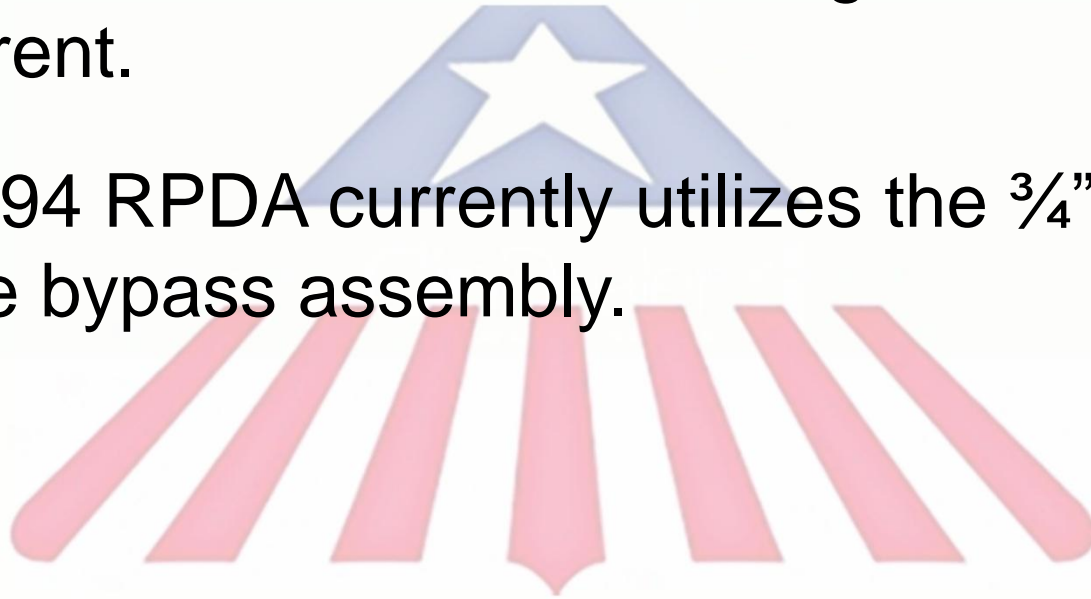 rent.
94 RPDA currently utilizes the ¾”
e bypass assembly.